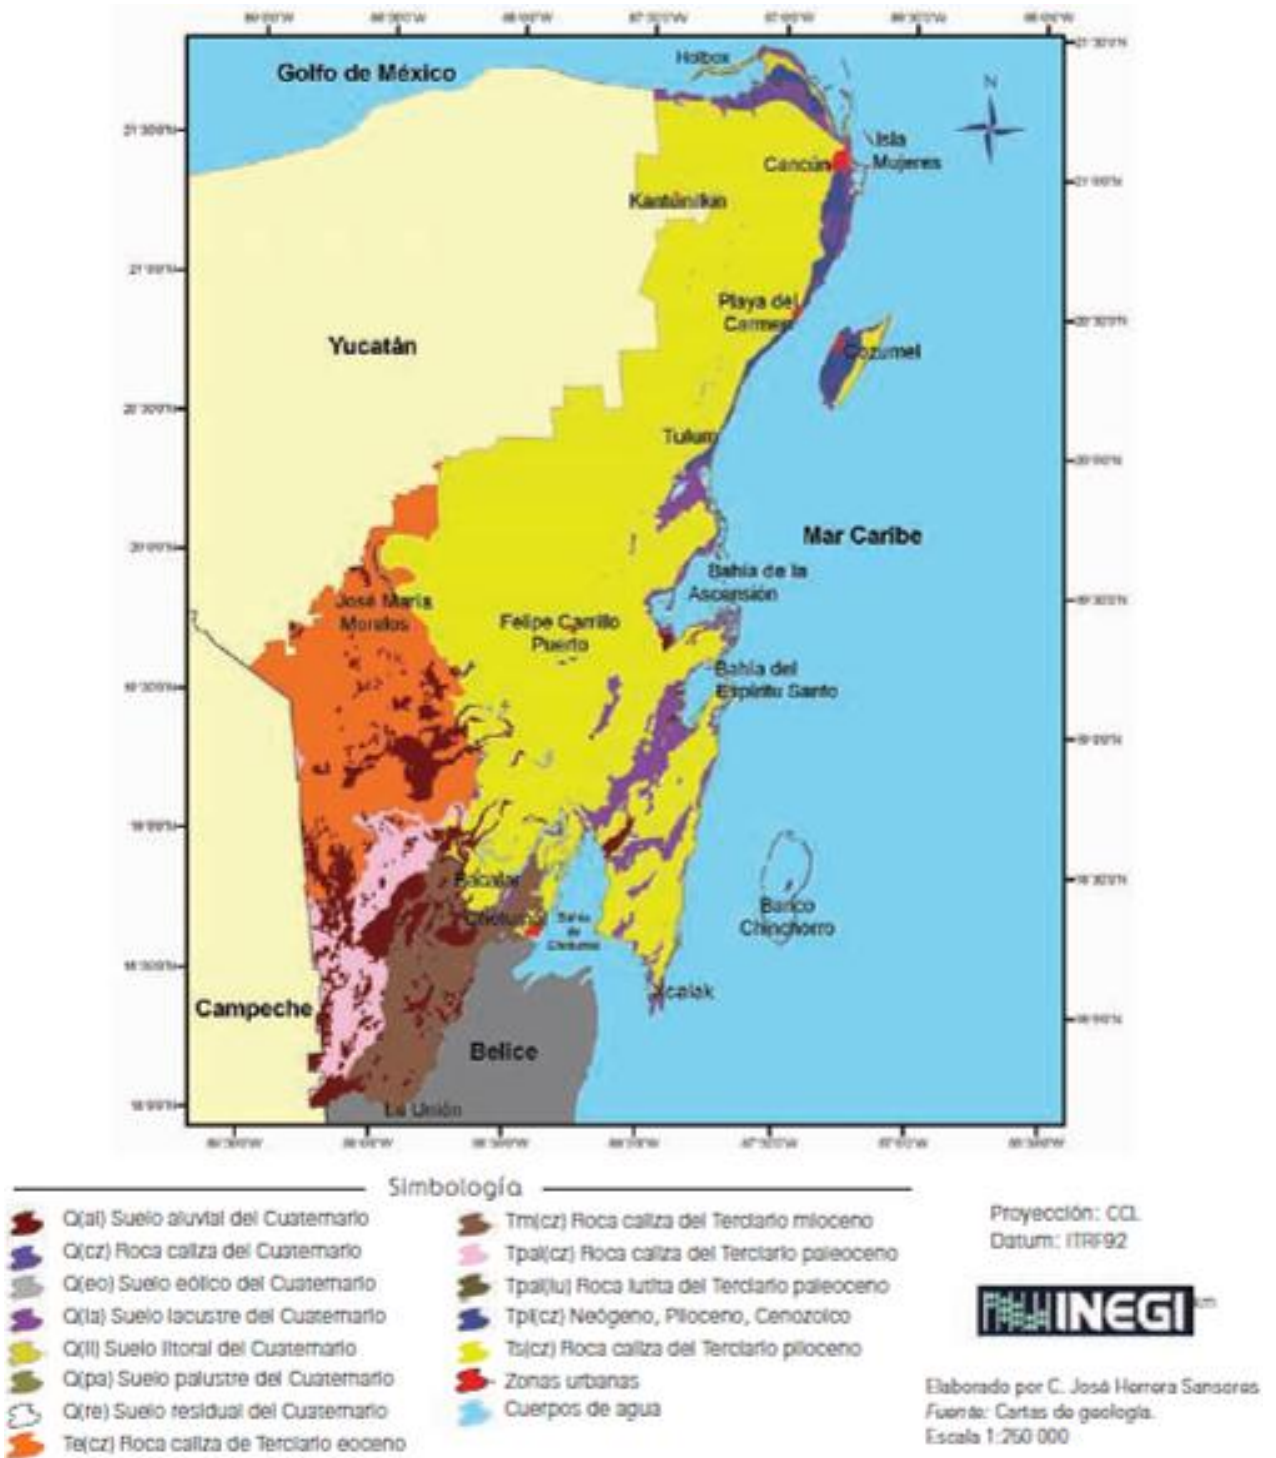 Golfo de México
Holbox
N
Isla
Mujeres
Cancún
Kantúnilkin
Playa del
Carmen
Yucatán
Cozumel
Tulum
Mar Caribe
Bahía de la
Ascensión
José María
Morelos
Felipe Carrillo
Puerto
Bahía del
Espíritu Santo
Bacalar
Chetumal
Bahía
de
Chetumal
Banco
Chinchorro
Xcalak
Campeche
Belice
La Unión
Simbología
Q(al) Suelo aluvial del Cuaternario
Q(cz) Roca caliza del Cuaternario
Q(eo) Suelo eólico del Cuaternario
Q(la) Suelo lacustre del Cuaternario
Q(li) Suelo litoral del Cuaternario
Q(pa) Suelo palustre del Cuaternario
Q(re) Suelo residual del Cuaternario
Te(cz) Roca caliza de Terciario eoceno
Tm(cz) Roca caliza del Terciario mioceno
Tpal(cz) Roca caliza del Terciario paleoceno
Tpal(lu) Roca lutita del Terciario paleoceno
Tpl(cz) Neógeno, Plioceno, Cenozoico
Ts(cz) Roca caliza del Terciario plioceno
Zonas urbanas
Cuerpos de agua
Proyección: CCL
Datum: ITRF92
INEGI
km
Elaborado por C. José Herrera Sansores
Fuente: Cartas de geología.
Escala 1:250 000